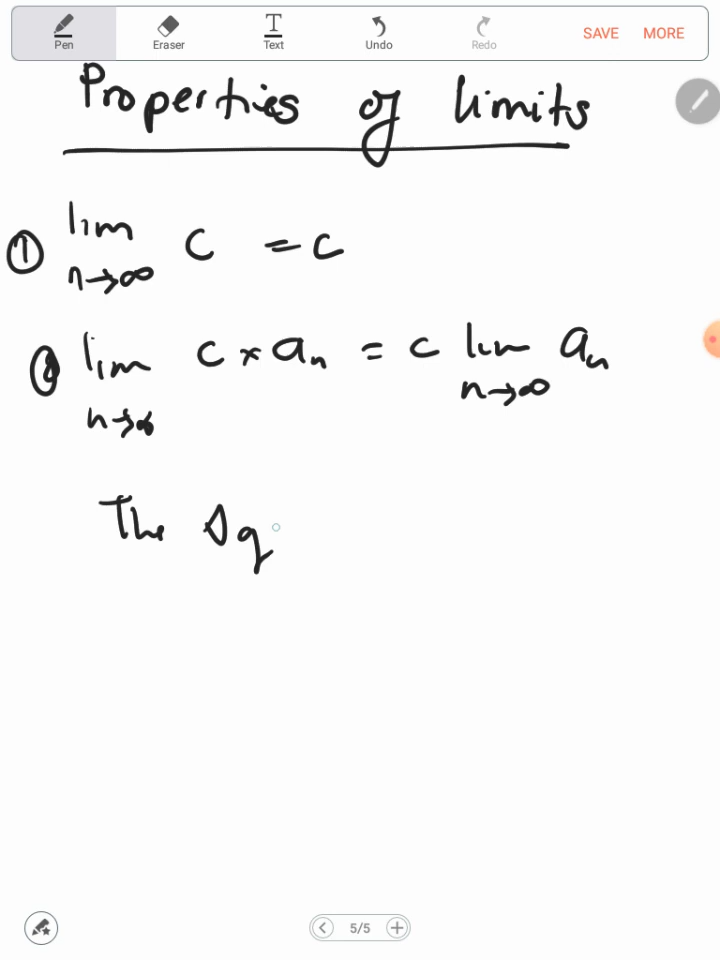 Pen Eraser Text Undo Redo SAVE MORE
Properties of limits
① lim n→∞ c = c
② lim n→∞ c × aₙ = c lim n→∞ aₙ
The Sq
5/5